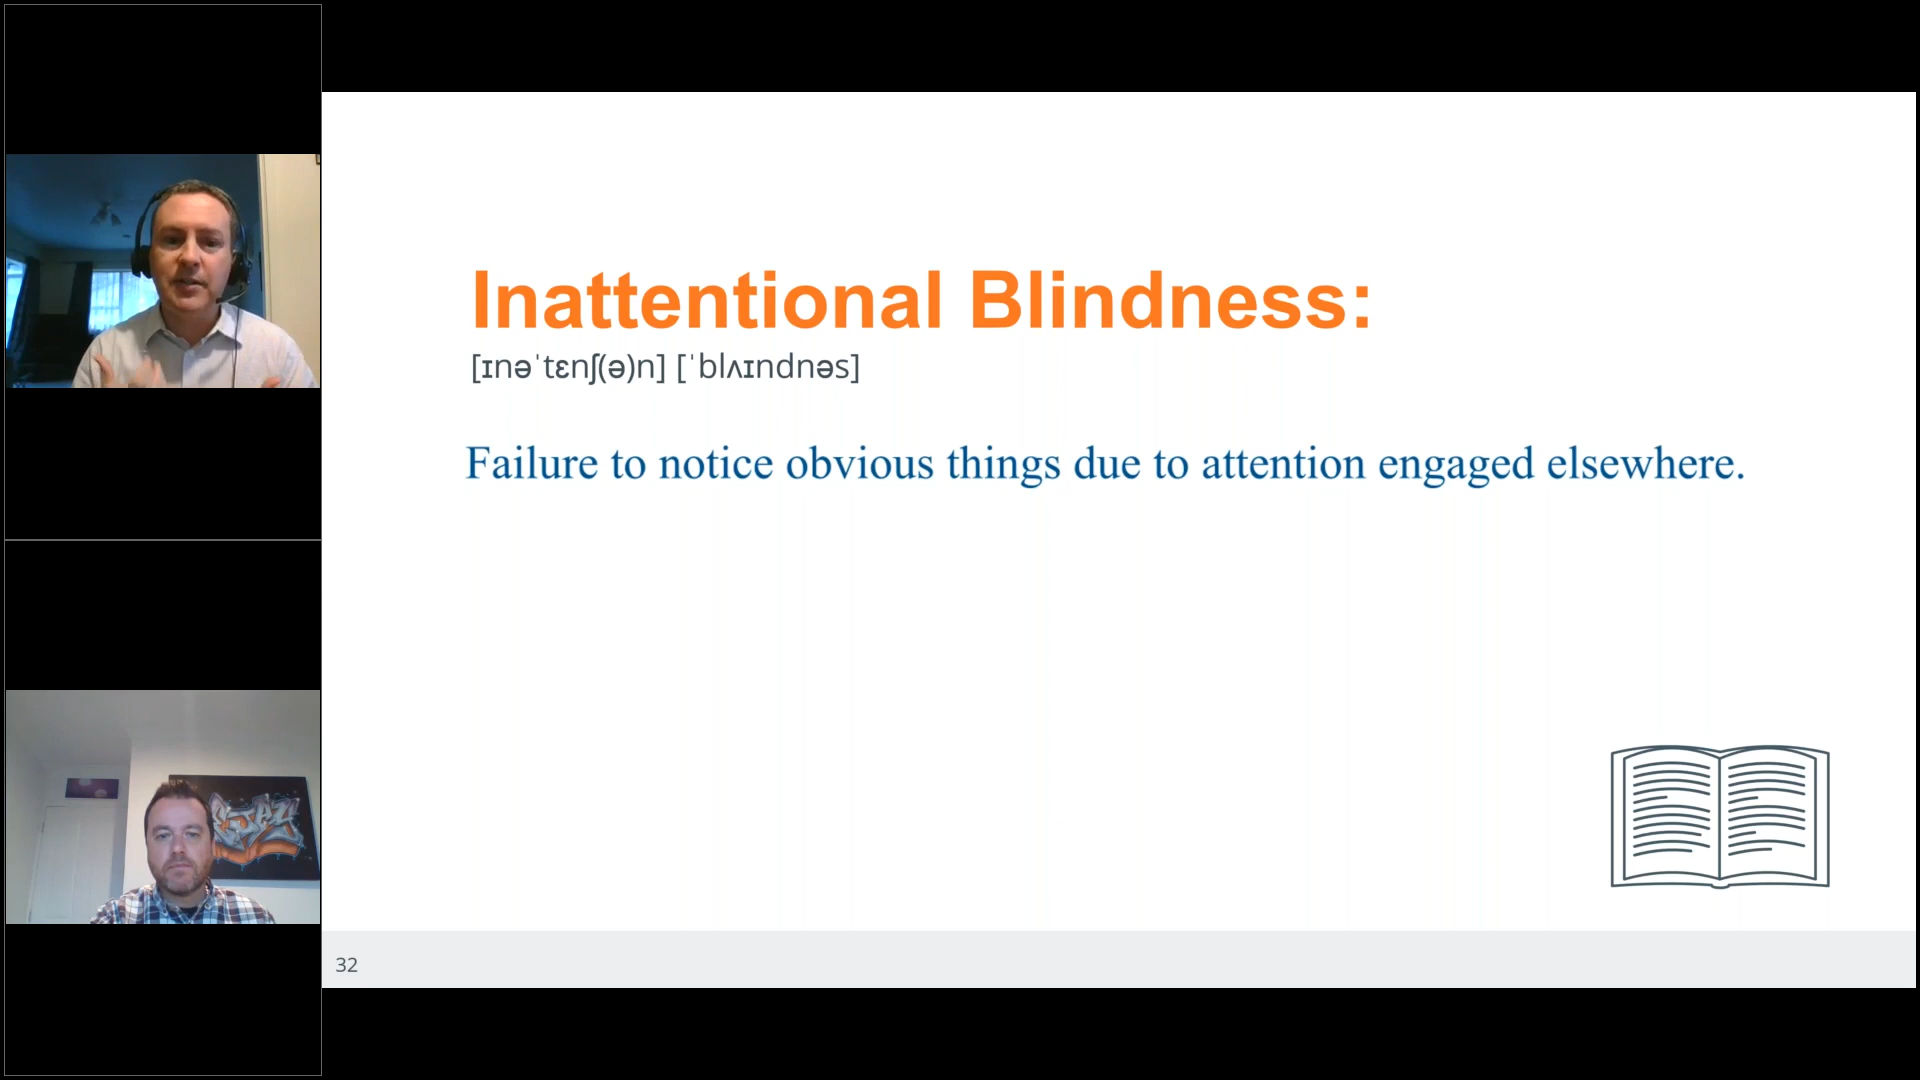 Inattentional Blindness:
[ɪnəˈtɛnʃ(ə)n] [ˈblʌɪndnəs]
Failure to notice obvious things due to attention engaged elsewhere.
32